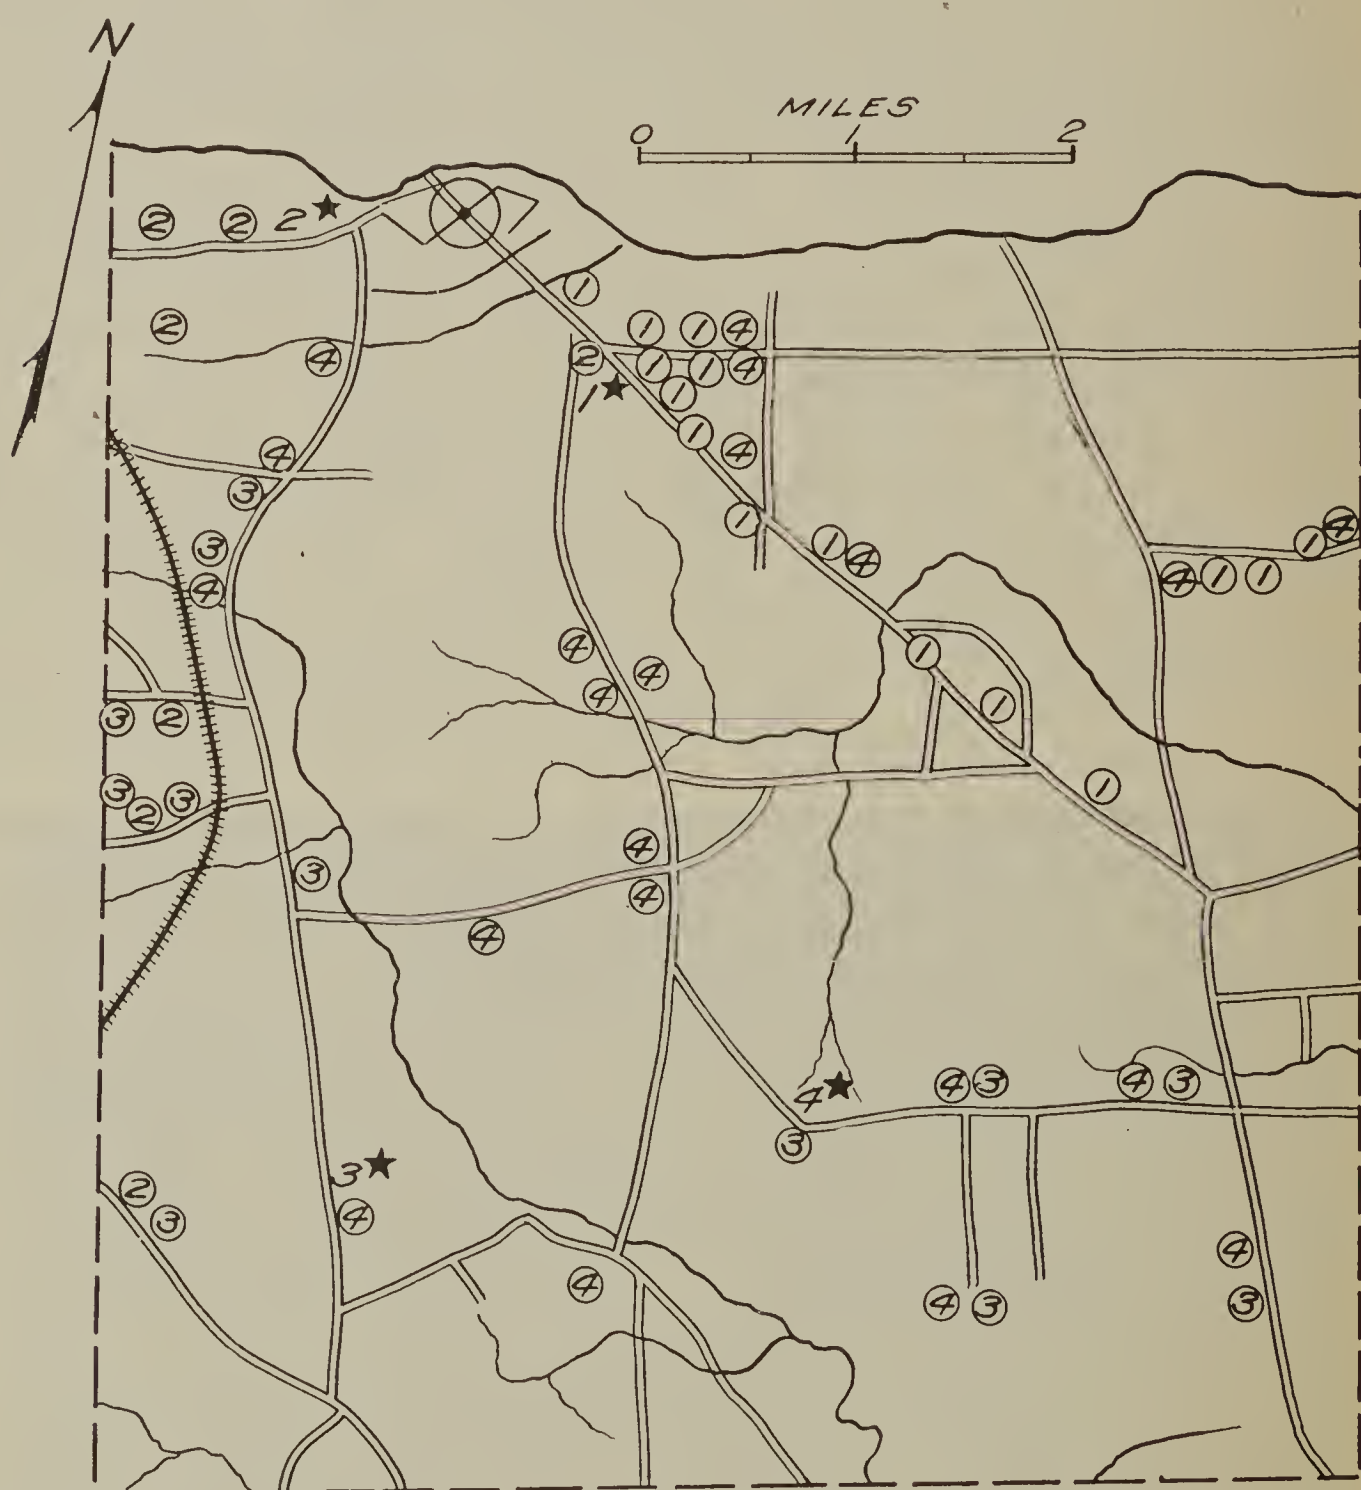 N
MILES
0 1 2
② ② 2
①
② ④
② ① ① ④
① ① ④
1 ①
① ④
④
③
① ① ④
③
④
④ ① ①
① ④
④ ④
④
①
③ ②
①
③ ② ③
①
④
③
④
④
④ ③ ④ ③
4
③
3
② ③
④
④
④
④ ③
③